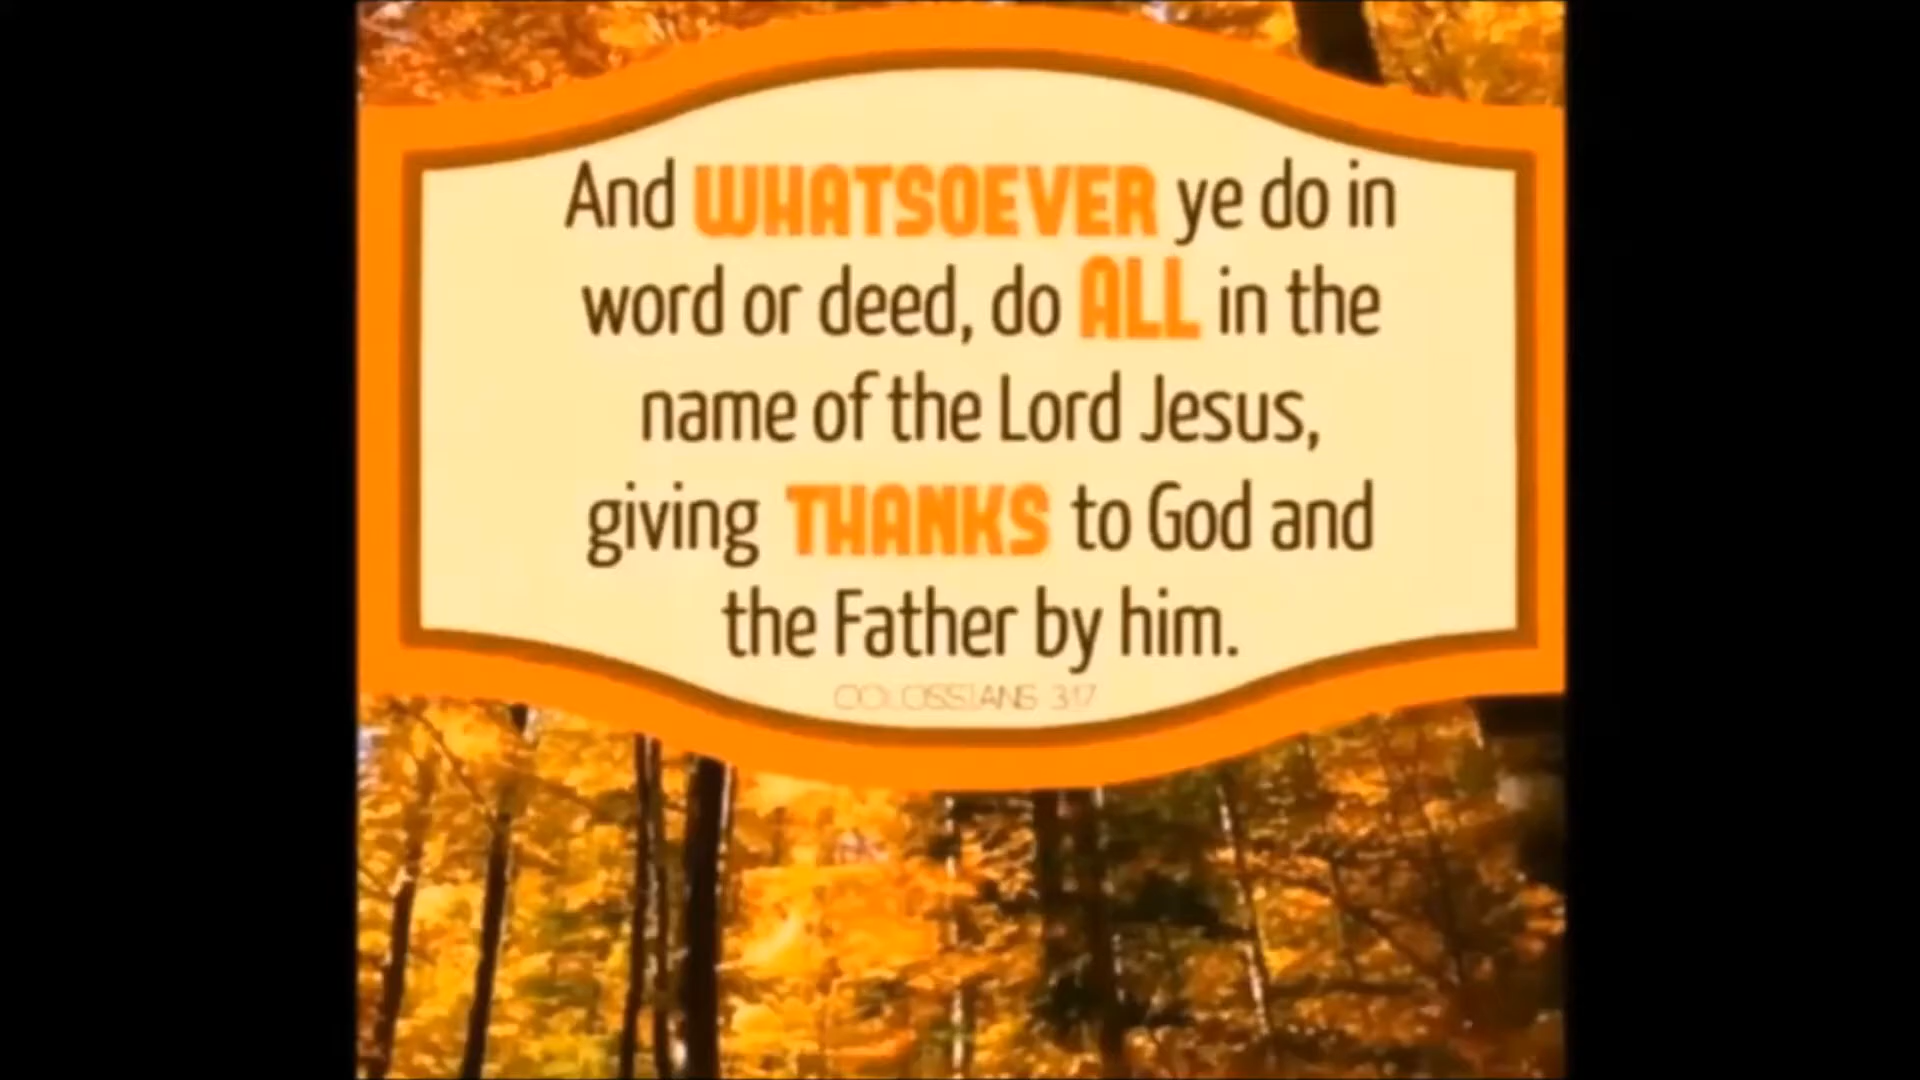 And WHATSOEVER ye do in
word or deed, do ALL in the
name of the Lord Jesus,
giving THANKS to God and
the Father by him.
COLOSSIANS 3:17